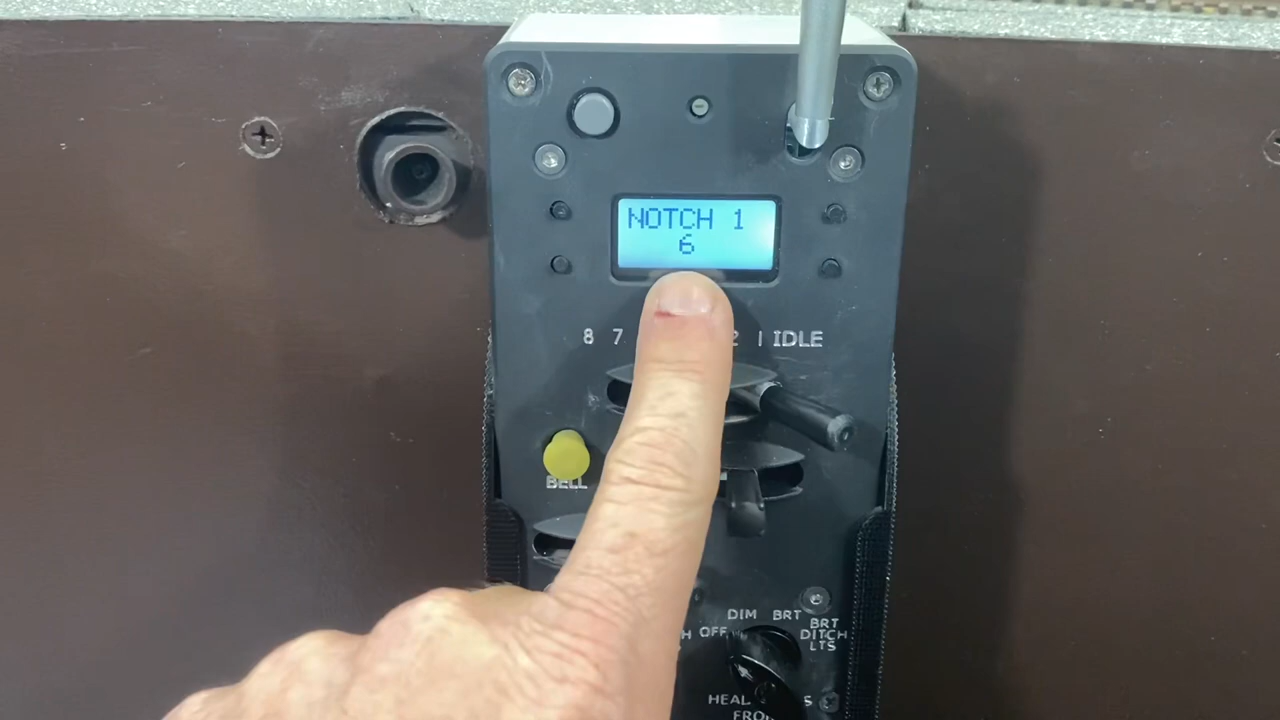 NOTCH 1
6
8 7 2 | IDLE
BELL
OFF DIM BRT BRT DITCH LTS